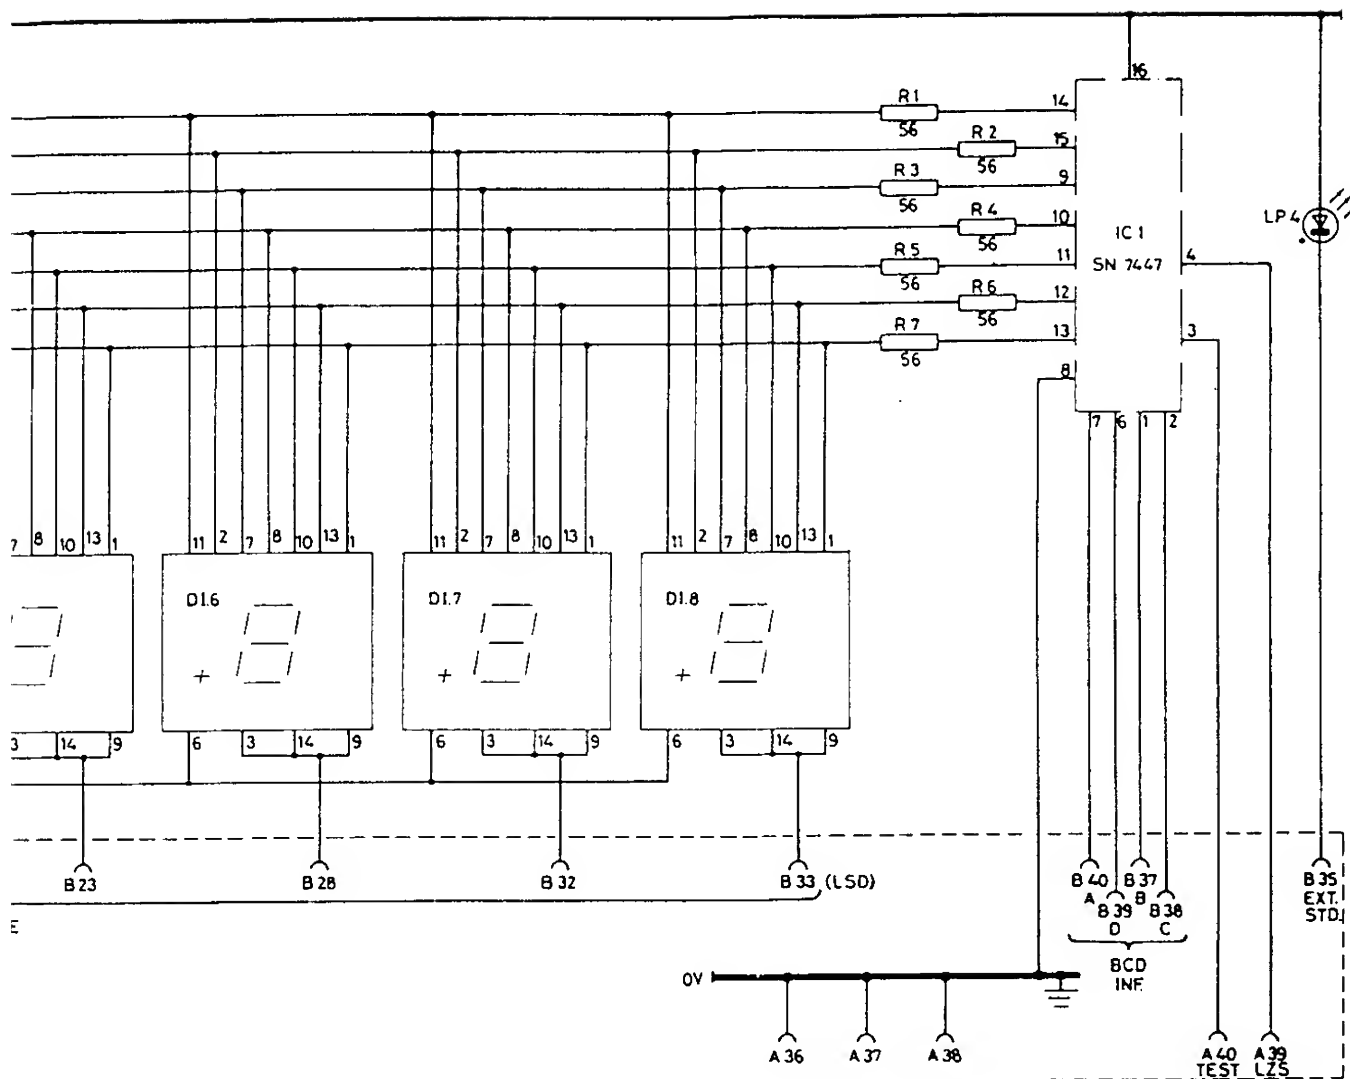 16
R1 14
56
R2 15
56
R3 9
56
R4 10
56
IC1
SN 7447
LP4
R5 11
56
4
R6 12
56
R7 13
56
3
8
7 6 1 2
7 8 10 13 1
11 2 7 8 10 13 1
11 2 7 8 10 13 1
11 2 7 8 10 13 1
DI.6
+
DI.7
+
DI.8
+
3 14 9
6 3 14 9
6 3 14 9
6 3 14 9
B23
B28
B32
B33 (LSD)
B40
A
B39
D
B37
B
B38
C
BCD
INF.
B35
EXT.
STD.
E
0V
A36
A37
A38
A40
TEST
A39
LZS